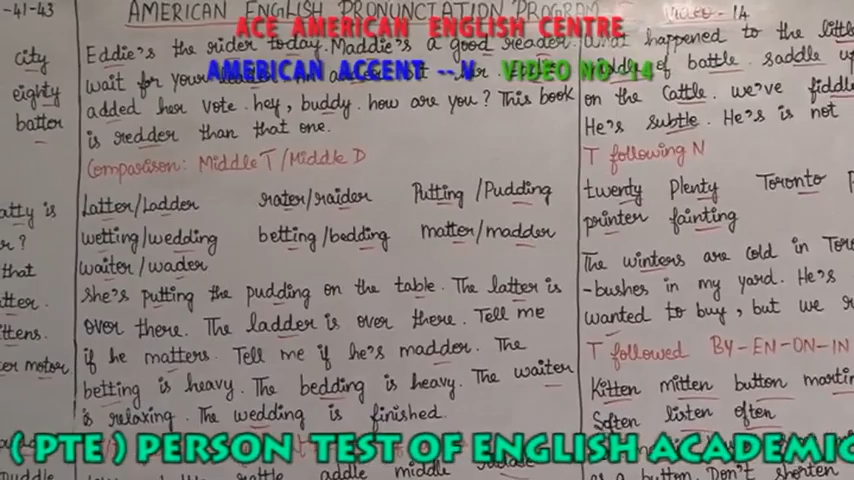 -41-43
AMERICAN ENGLISH PRONUNCTATION PROGRAM
Video - 14
ACE AMERICAN ENGLISH CENTRE
AMERICAN ACCENT -- V VIDEO NO -14
city
eighty
batter
atty is
r?
that
tter.
ittens.
motor
Eddie's the rider today. Maddie's a good reader.
wait for your
added her vote. hey, buddy. how are you? This book
is redder than that one.
Comparison: Middle T / Middle D
Latter/Ladder rater/raider Putting /Pudding
wetting/wedding betting/bedding matter/madder
waiter/wader
She's putting the pudding on the table. The latter is
over there. The ladder is over there. Tell me
if he matters. Tell me if he's madder. The
betting is heavy. The bedding is heavy. The waiter
is relaxing. The wedding is finished.
addle middle
what happened to the little
of battle. saddle up
on the Cattle. we've fiddle
He's subtle. He's is not
T following N
twenty plenty Toronto
printer fainting
The winters are cold in Toro
-bushes in my yard. He's
wanted to buy, but we
T followed BY-EN-ON-IN
Kitten mitten button martin
Soften listen often
as a button. Don't shorten
( PTE ) PERSON TEST OF ENGLISH ACADEMIC